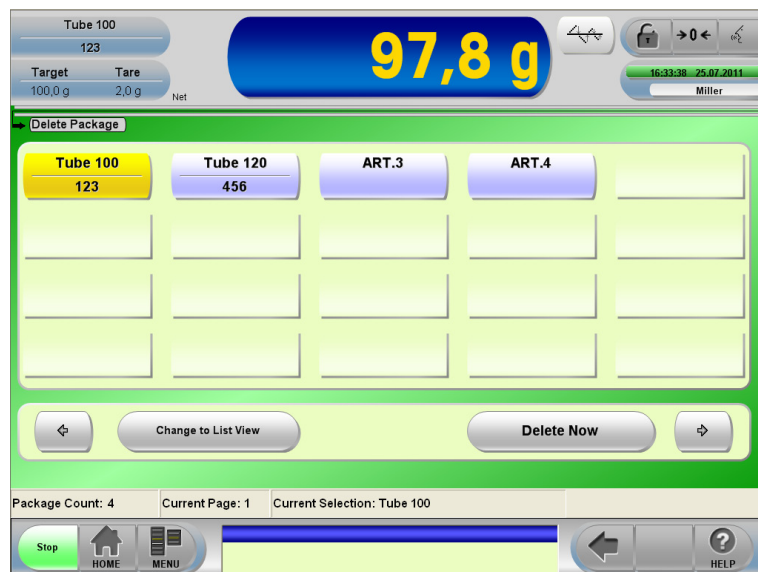 Tube 100
123
Target Tare
100,0 g 2,0 g
Net
97,8 g
T
→0←
16:33:38 25.07.2011
Miller
Delete Package
Tube 100
123
Tube 120
456
ART.3
ART.4
Change to List View
Delete Now
Package Count: 4
Current Page: 1
Current Selection: Tube 100
Stop
HOME
MENU
HELP